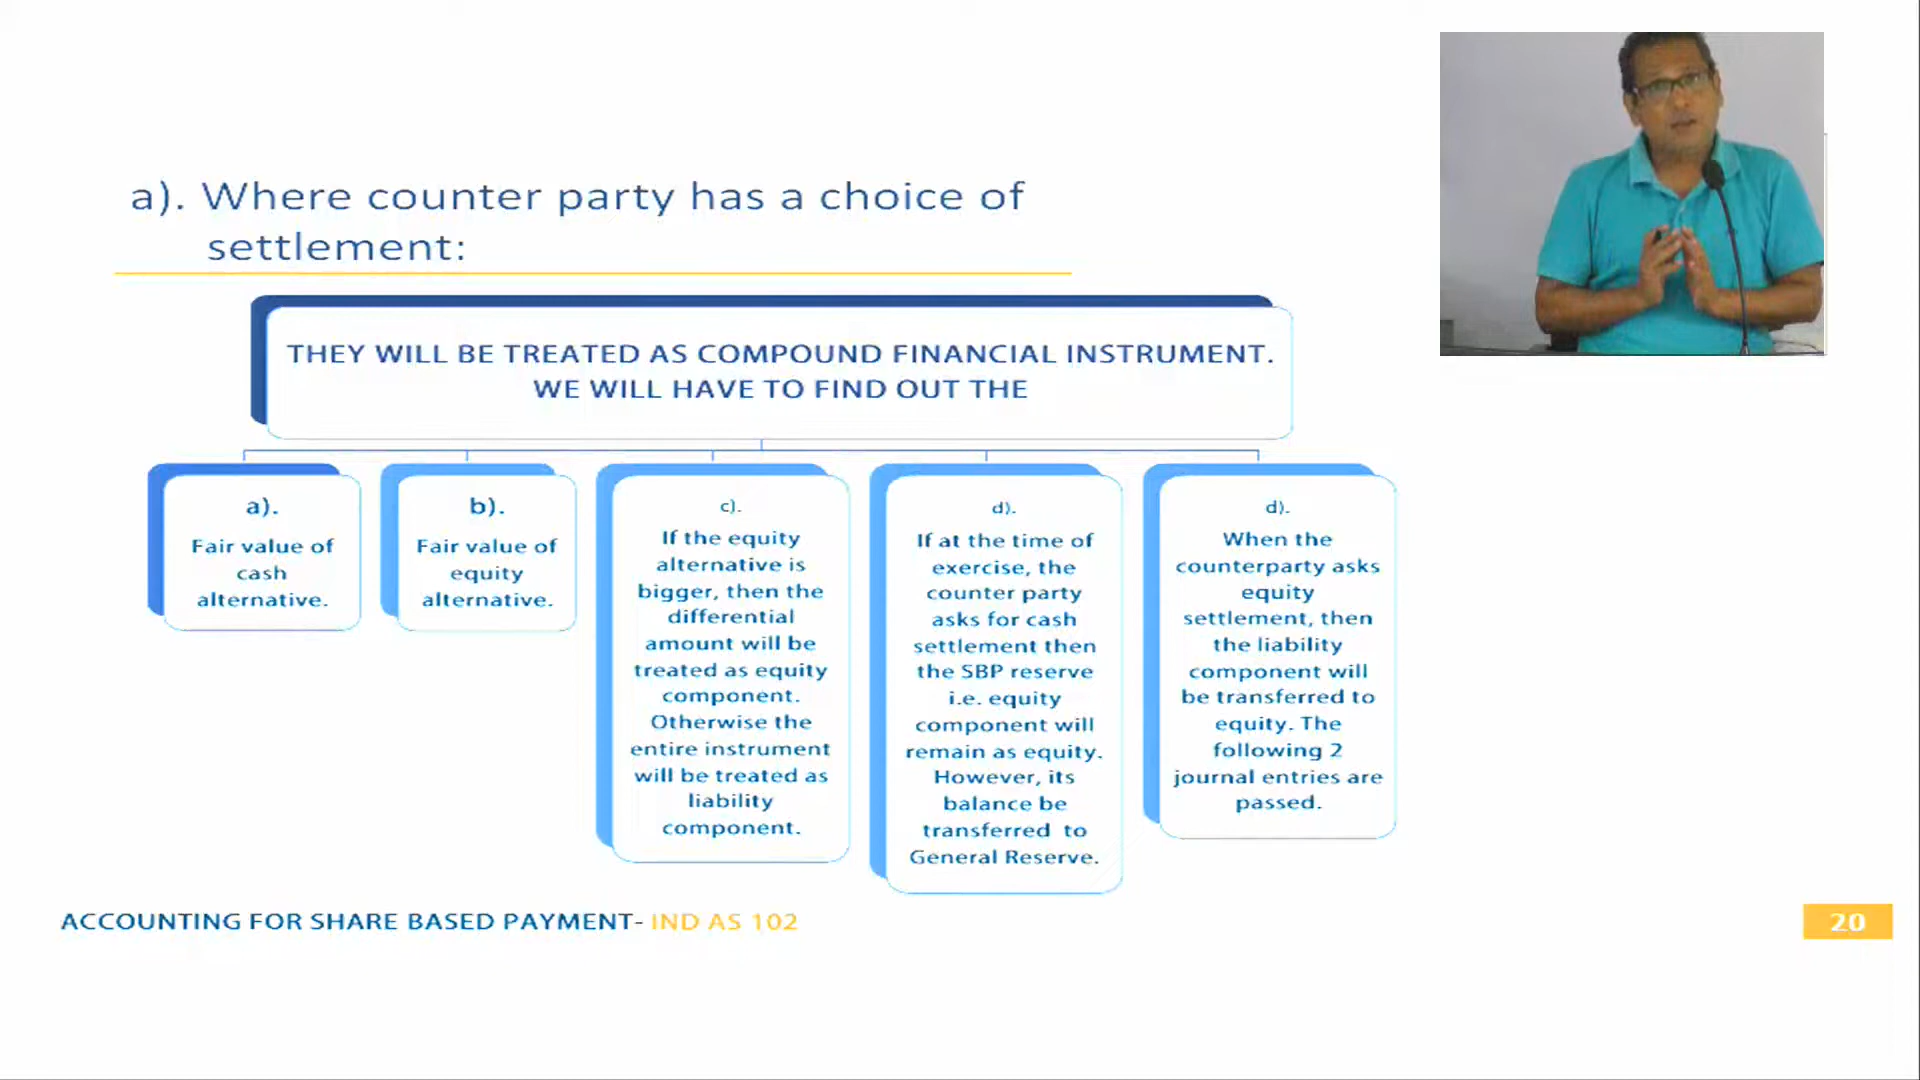 a). Where counter party has a choice of
settlement:
THEY WILL BE TREATED AS COMPOUND FINANCIAL INSTRUMENT.
WE WILL HAVE TO FIND OUT THE
a).
Fair value of
cash
alternative.
b).
Fair value of
equity
alternative.
c).
If the equity
alternative is
bigger, then the
differential
amount will be
treated as equity
component.
Otherwise the
entire instrument
will be treated as
liability
component.
d).
If at the time of
exercise, the
counter party
asks for cash
settlement then
the SBP reserve
i.e. equity
component will
remain as equity.
However, its
balance be
transferred to
General Reserve.
d).
When the
counterparty asks
equity
settlement, then
the liability
component will
be transferred to
equity. The
following 2
journal entries are
passed.
ACCOUNTING FOR SHARE BASED PAYMENT- IND AS 102
20